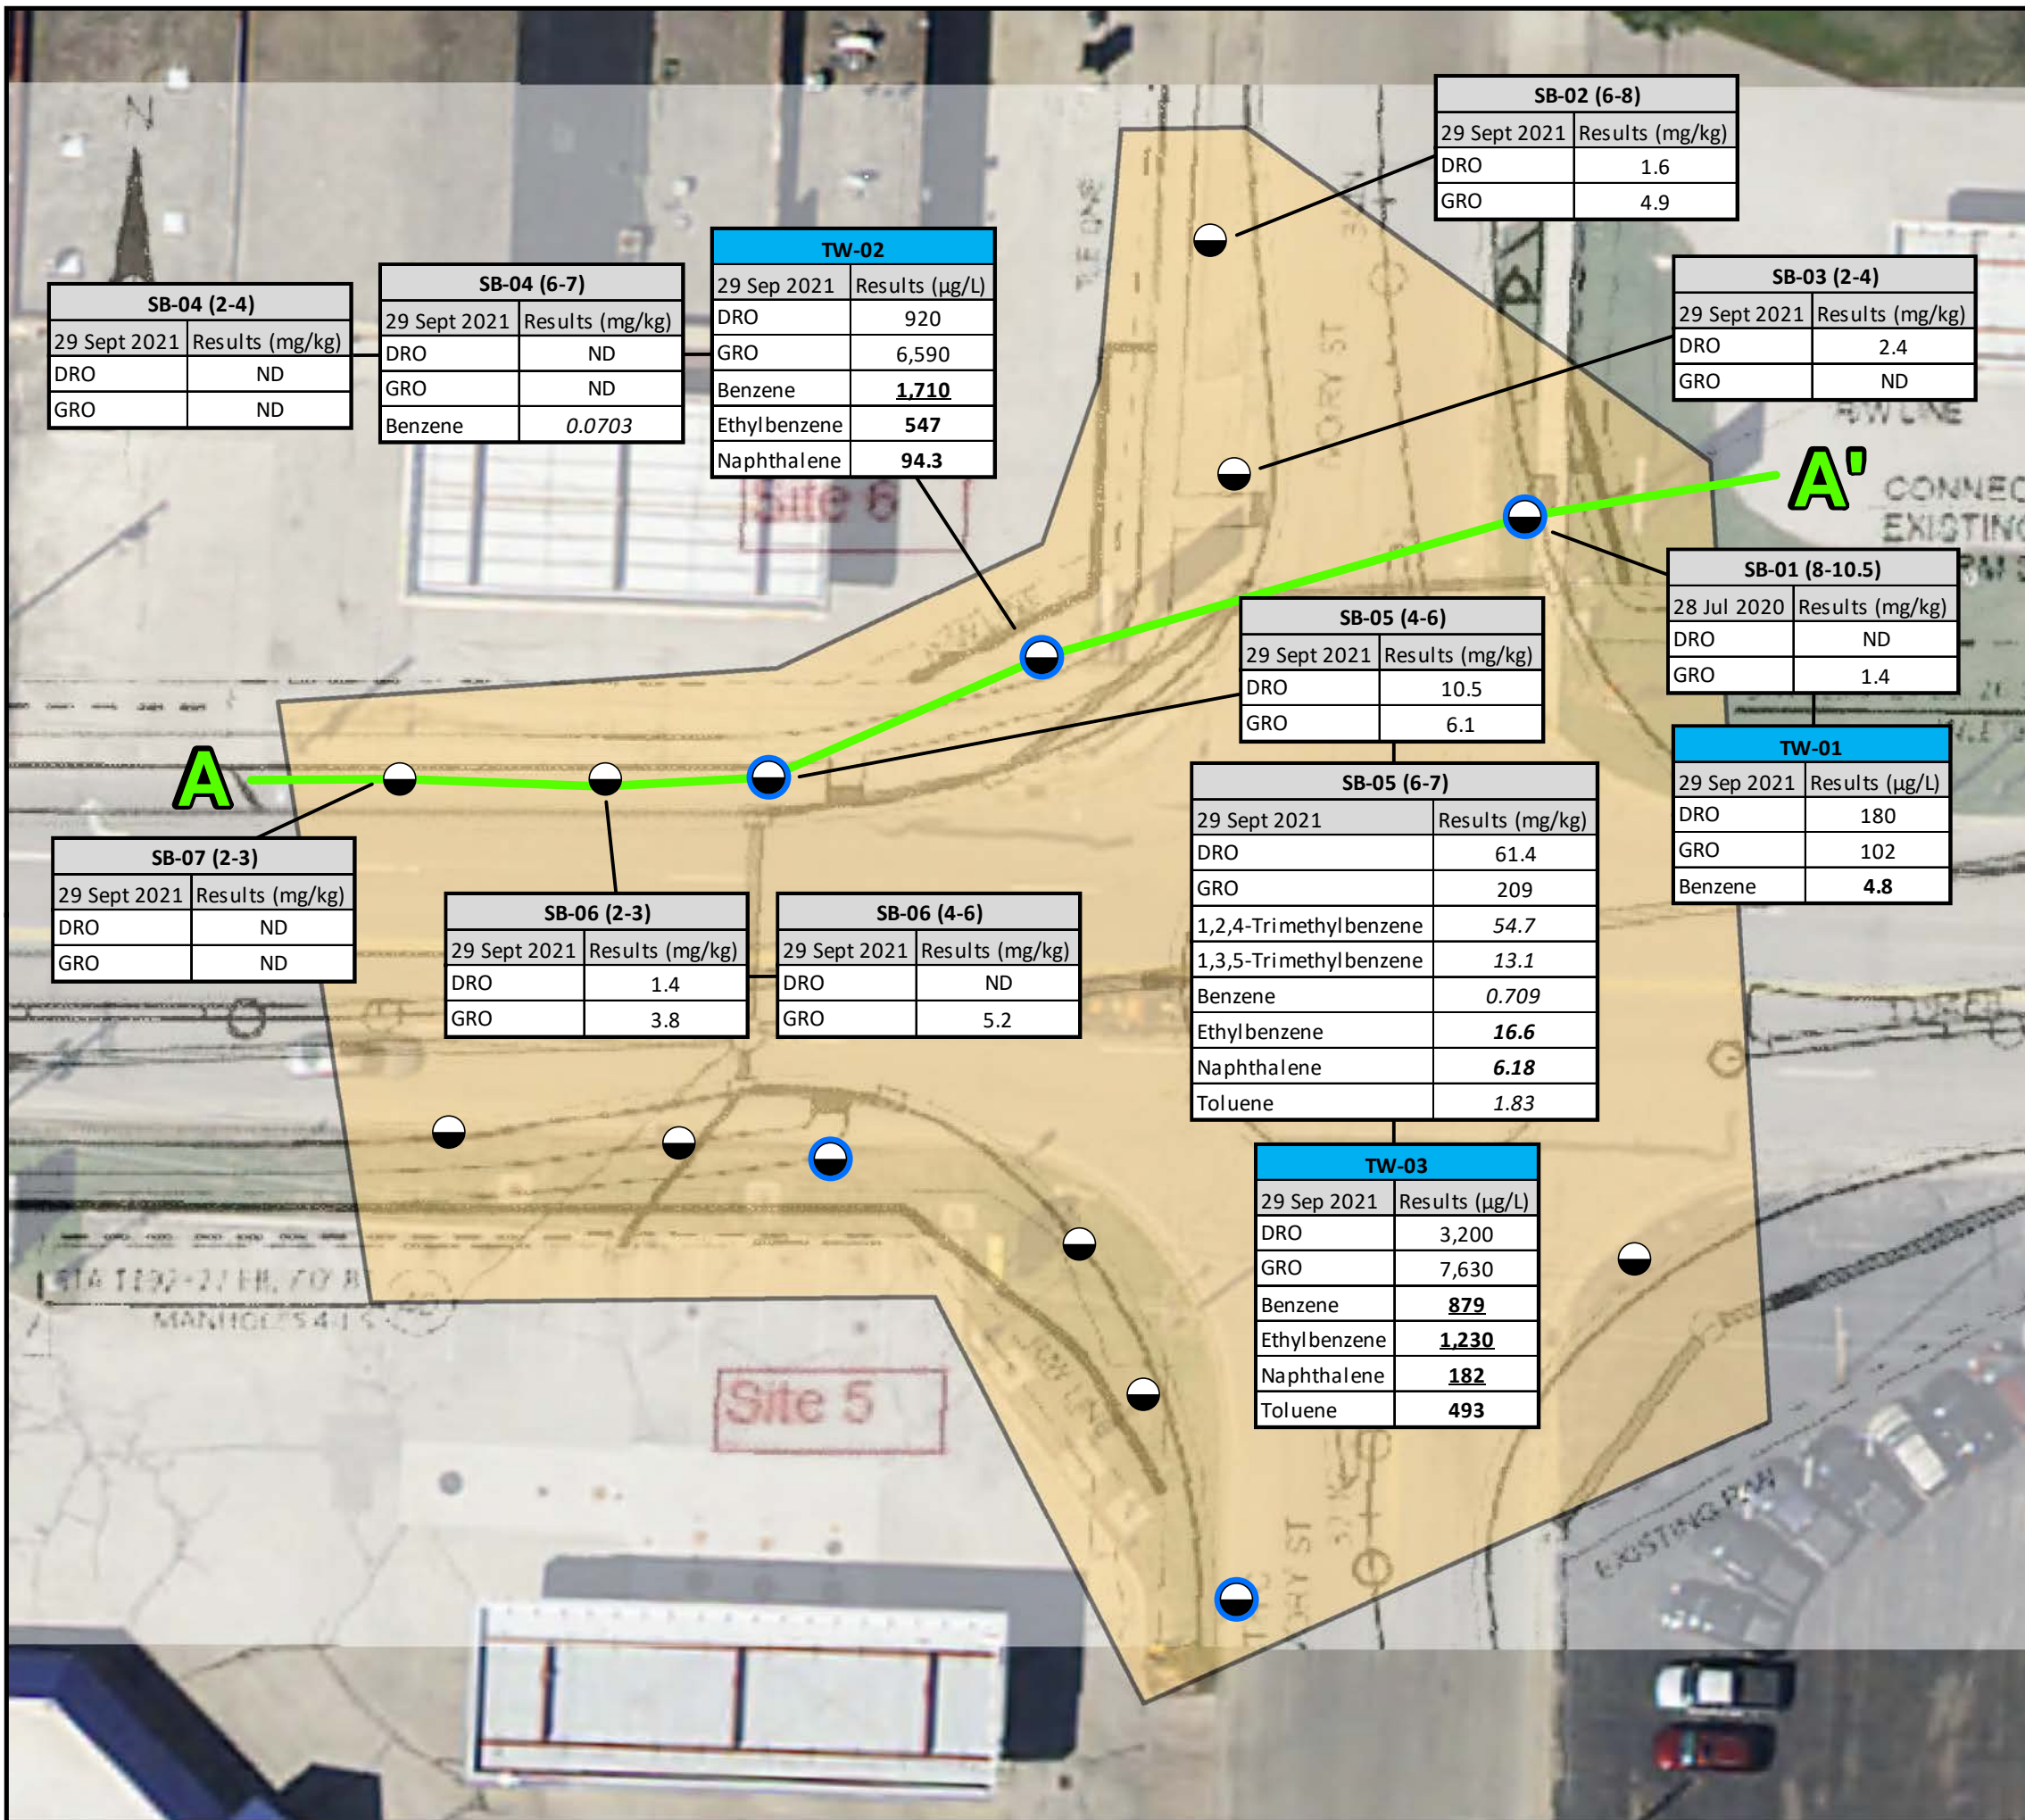 N
SB-02 (6-8)
29 Sept 2021 Results (mg/kg)
DRO 1.6
GRO 4.9
SB-04 (2-4)
29 Sept 2021 Results (mg/kg)
DRO ND
GRO ND
SB-04 (6-7)
29 Sept 2021 Results (mg/kg)
DRO ND
GRO ND
Benzene 0.0703
TW-02
29 Sep 2021 Results (µg/L)
DRO 920
GRO 6,590
Benzene 1,710
Ethylbenzene 547
Naphthalene 94.3
SB-03 (2-4)
29 Sept 2021 Results (mg/kg)
DRO 2.4
GRO ND
R/W LINE
MORY ST
Site 6
A'
CONNEC
EXISTING
SB-01 (8-10.5)
28 Jul 2020 Results (mg/kg)
DRO ND
GRO 1.4
TW-01
29 Sep 2021 Results (µg/L)
DRO 180
GRO 102
Benzene 4.8
SB-05 (4-6)
29 Sept 2021 Results (mg/kg)
DRO 10.5
GRO 6.1
SB-05 (6-7)
29 Sept 2021 Results (mg/kg)
DRO 61.4
GRO 209
1,2,4-Trimethylbenzene 54.7
1,3,5-Trimethylbenzene 13.1
Benzene 0.709
Ethylbenzene 16.6
Naphthalene 6.18
Toluene 1.83
TW-03
29 Sep 2021 Results (µg/L)
DRO 3,200
GRO 7,630
Benzene 879
Ethylbenzene 1,230
Naphthalene 182
Toluene 493
A
SB-07 (2-3)
29 Sept 2021 Results (mg/kg)
DRO ND
GRO ND
SB-06 (2-3)
29 Sept 2021 Results (mg/kg)
DRO 1.4
GRO 3.8
SB-06 (4-6)
29 Sept 2021 Results (mg/kg)
DRO ND
GRO 5.2
MANHOLES
Site 5
LINE
ORY ST
EXISTING R/W